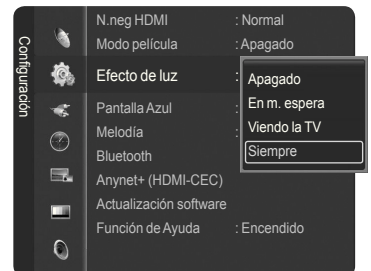 Configuración
N.neg HDMI : Normal
Modo película : Apagado
Efecto de luz :
Pantalla Azul :
Melodía :
Bluetooth
Anynet+ (HDMI-CEC)
Actualización software
Función de Ayuda : Encendido
Apagado
En m. espera
Viendo la TV
Siempre